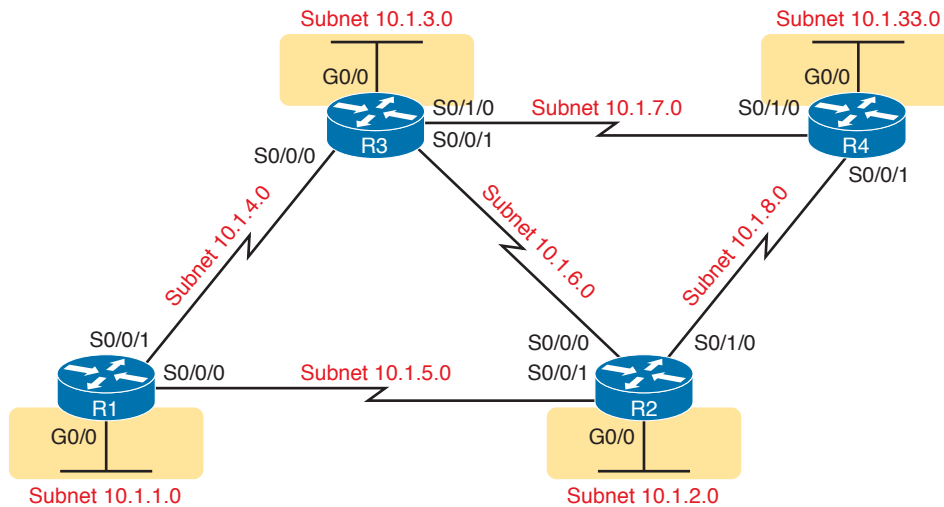 Subnet 10.1.3.0
Subnet 10.1.33.0
G0/0
G0/0
S0/1/0
Subnet 10.1.7.0
S0/1/0
R3
S0/0/1
R4
S0/0/0
S0/0/1
Subnet 10.1.4.0
Subnet 10.1.6.0
Subnet 10.1.8.0
S0/0/1
S0/0/0
S0/1/0
S0/0/0
Subnet 10.1.5.0
S0/0/1
R1
R2
G0/0
G0/0
Subnet 10.1.1.0
Subnet 10.1.2.0